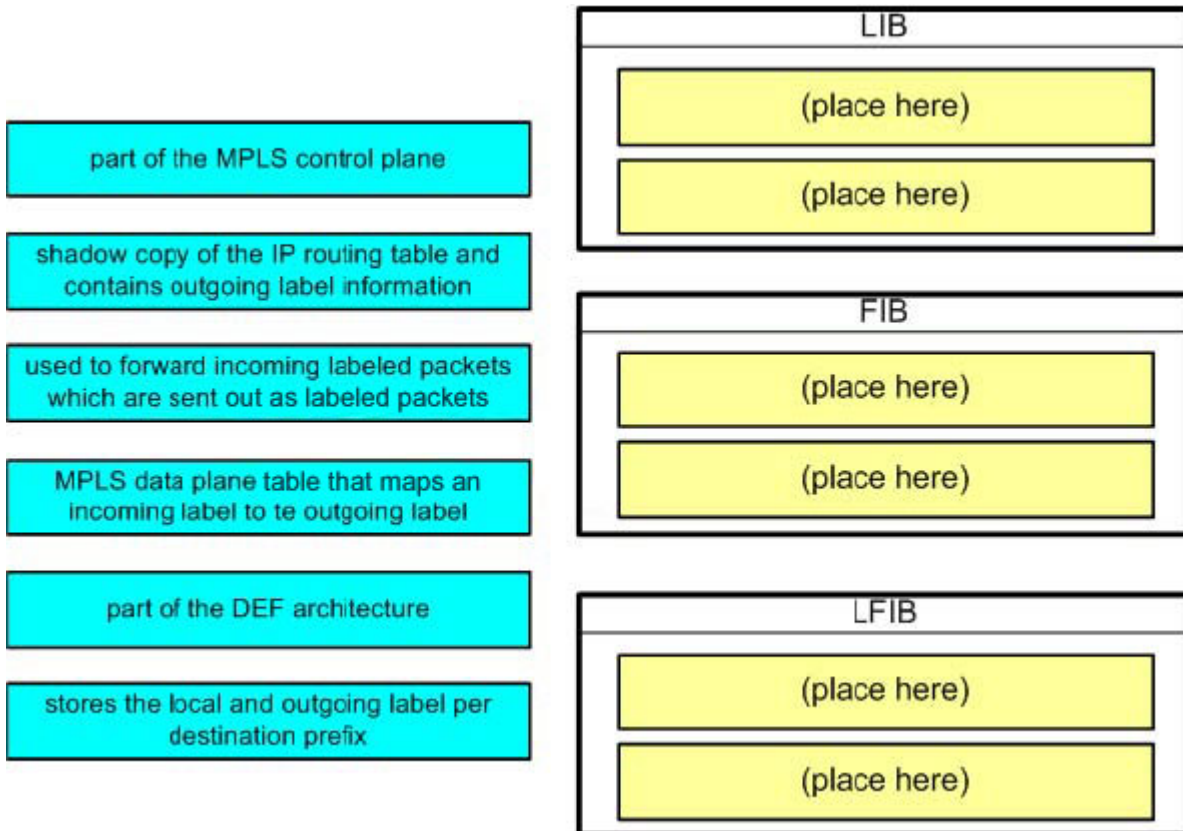 part of the MPLS control plane
shadow copy of the IP routing table and
contains outgoing label information
used to forward incoming labeled packets
which are sent out as labeled packets
MPLS data plane table that maps an
incoming label to te outgoing label
part of the DEF architecture
stores the local and outgoing label per
destination prefix
LIB
(place here)
(place here)
FIB
(place here)
(place here)
LFIB
(place here)
(place here)